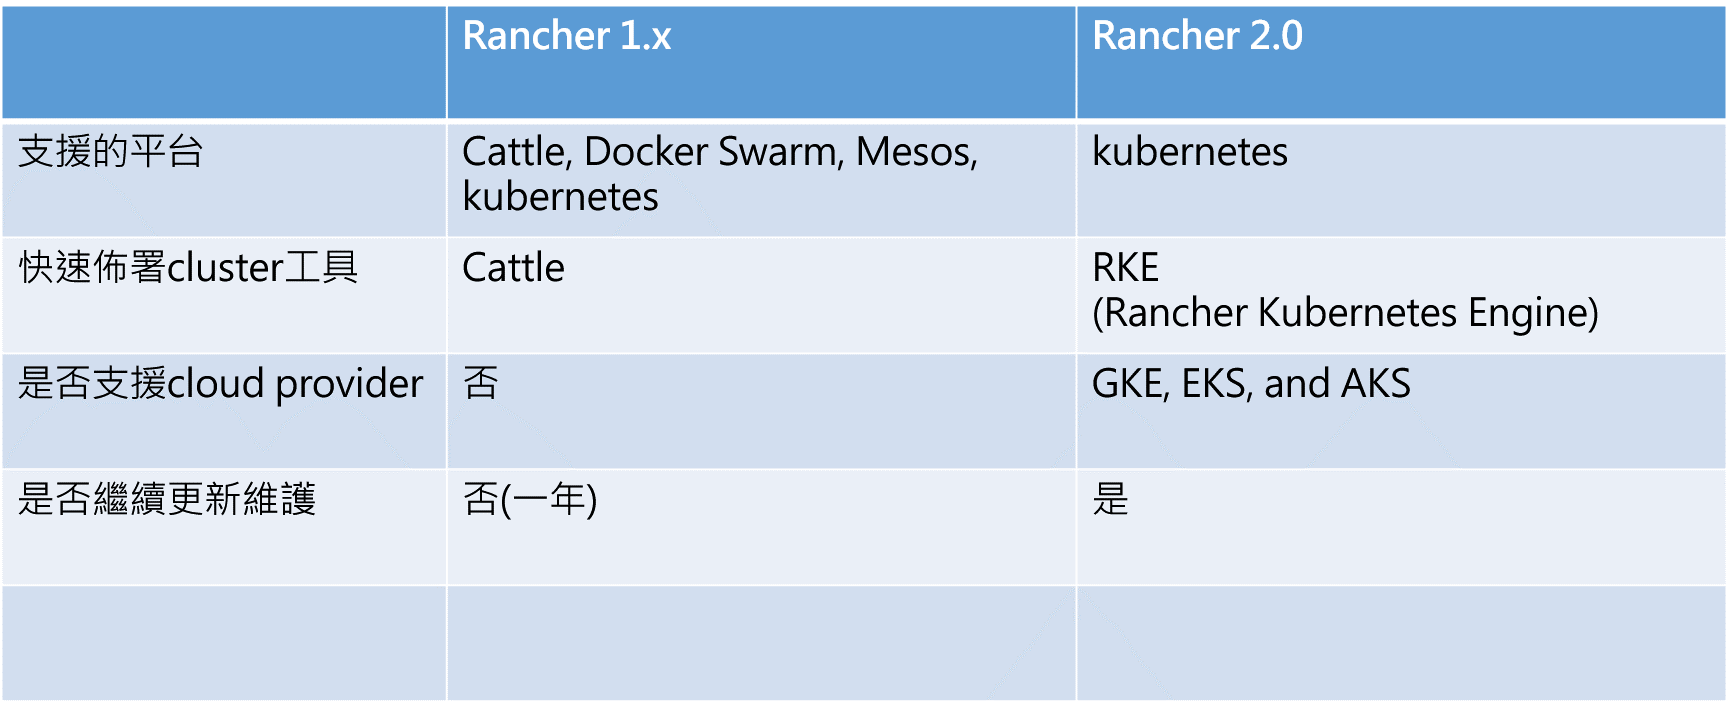 Rancher 1.x
Rancher 2.0
支援的平台
Cattle, Docker Swarm, Mesos,
kubernetes
kubernetes
快速佈署cluster工具
Cattle
RKE
(Rancher Kubernetes Engine)
是否支援cloud provider
否
GKE, EKS, and AKS
是否繼續更新維護
否(一年)
是